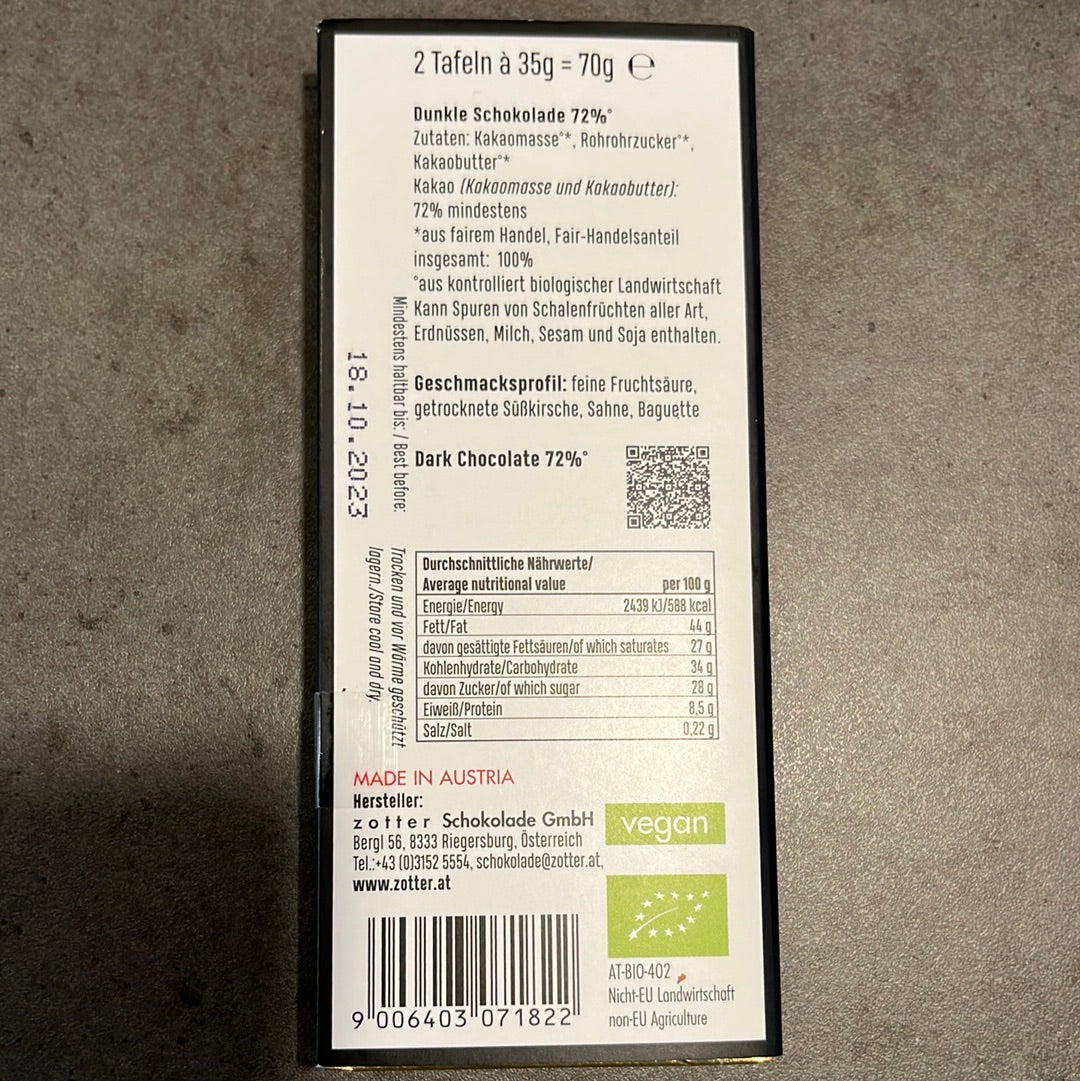 2 Tafeln à 35g = 70g ℮
Dunkle Schokolade 72%°
Zutaten: Kakaomasse°*, Rohrohrzucker°*,
Kakaobutter°*
Kakao (Kakaomasse und Kakaobutter):
72% mindestens
*aus fairem Handel, Fair-Handelsanteil
insgesamt: 100%
°aus kontrolliert biologischer Landwirtschaft
Kann Spuren von Schalenfrüchten aller Art,
Erdnüssen, Milch, Sesam und Soja enthalten.
Geschmacksprofil: feine Fruchtsäure,
getrocknete Süßkirsche, Sahne, Baguette
Dark Chocolate 72%°
Mindestens haltbar bis: / Best before:
18.10.2023
Trocken und vor Wärme geschützt
lagern./Store cool and dry.
Durchschnittliche Nährwerte/
Average nutritional value per 100 g
Energie/Energy 2439 kJ/588 kcal
Fett/Fat 44 g
davon gesättigte Fettsäuren/of which saturates 27 g
Kohlenhydrate/Carbohydrate 34 g
davon Zucker/of which sugar 28 g
Eiweiß/Protein 8,5 g
Salz/Salt 0,22 g
MADE IN AUSTRIA
Hersteller:
zotter Schokolade GmbH
Bergl 56, 8333 Riegersburg, Österreich
Tel.:+43 (0)3152 5554, schokolade@zotter.at,
www.zotter.at
vegan
AT-BIO-402
Nicht-EU Landwirtschaft
non-EU Agriculture
9 006403 071822